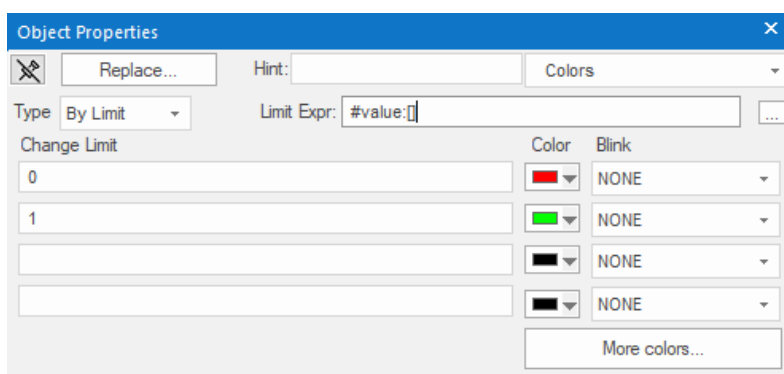 Object Properties
Replace... Hint: Colors
Type By Limit Limit Expr: #value:[] ...
Change Limit Color Blink
0 NONE
1 NONE
NONE
NONE
More colors...